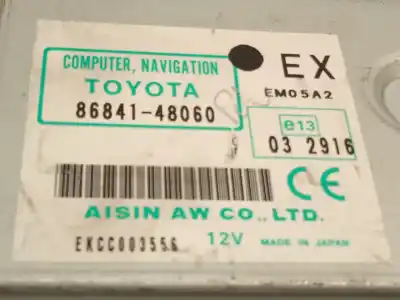 COMPUTER, NAVIGATION
TOYOTA
86841-48060
EX
EM05A2
e13
03 2916
CE
AISIN AW CO., LTD.
EKCC003556 12V MADE IN JAPAN